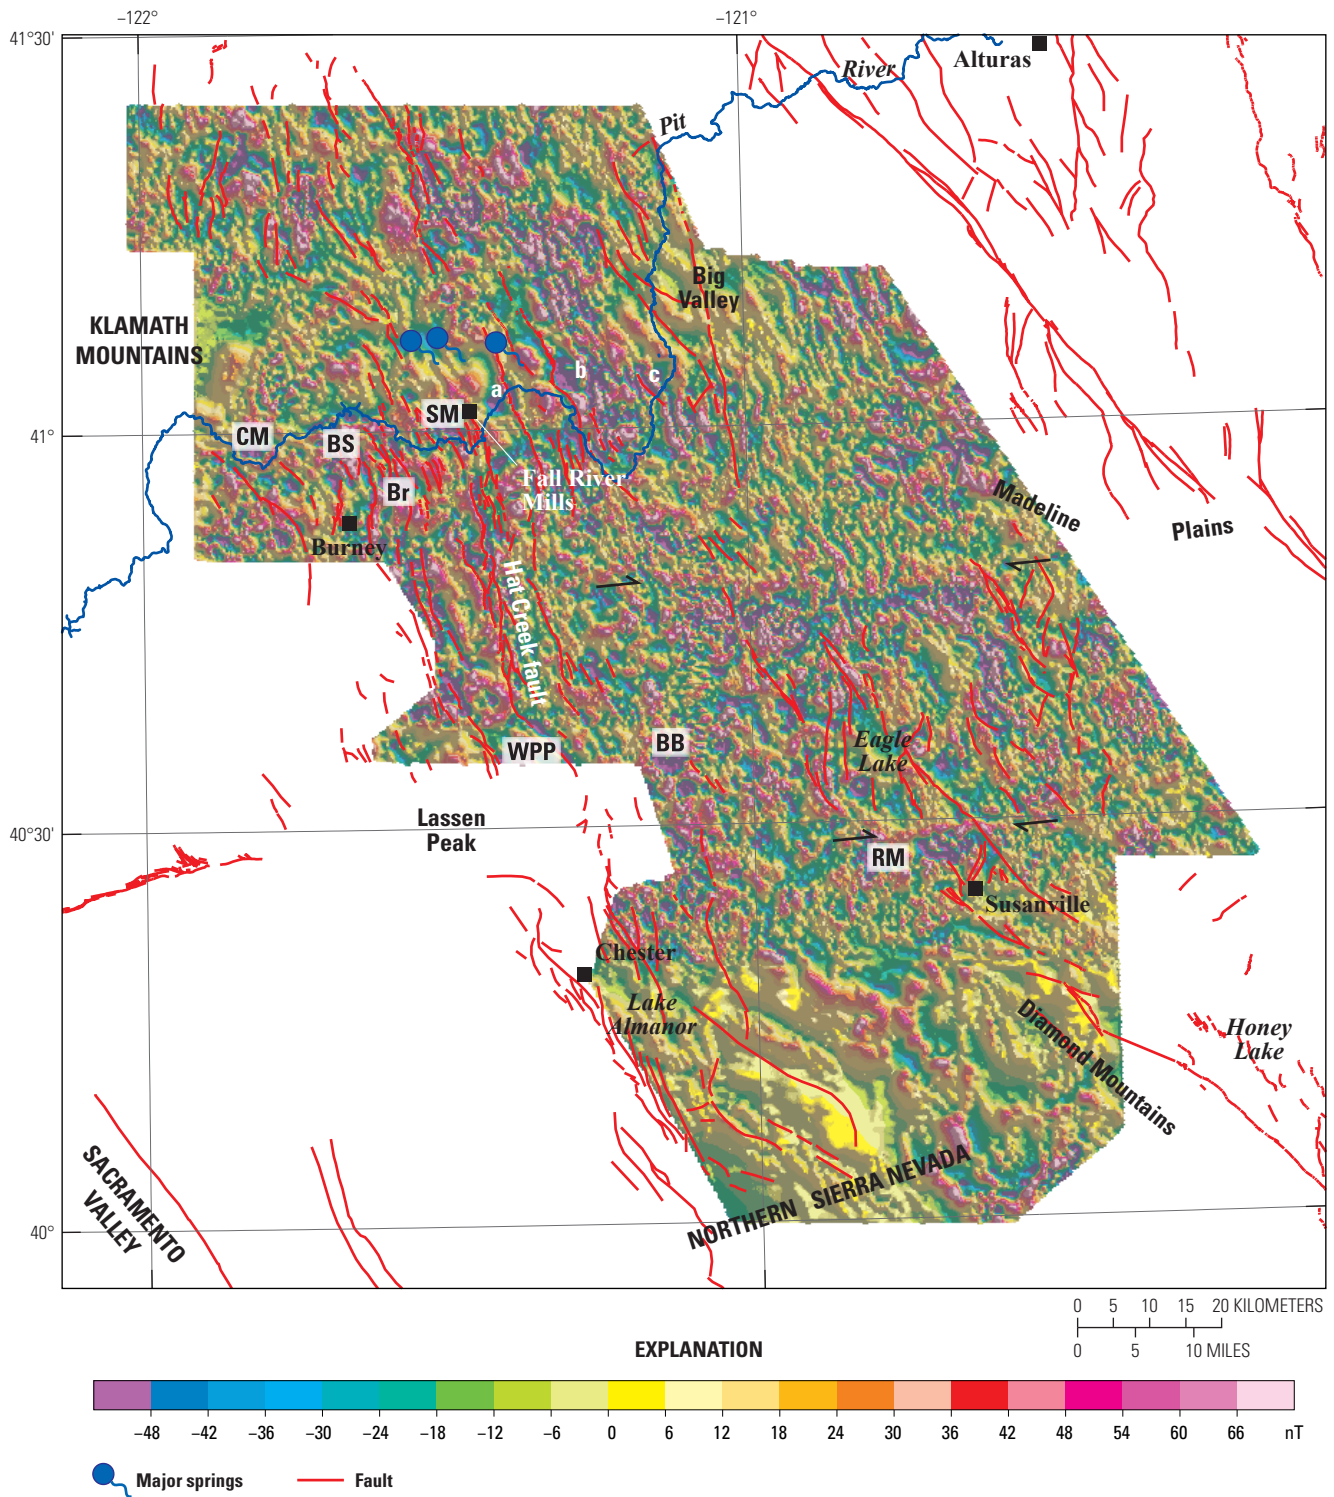 −122°
−121°
41°30'
Alturas
River
Pit
Big
Valley
KLAMATH
MOUNTAINS
a
b
c
SM
CM
BS
41°
Br
Fall River
Mills
Madeline
Plains
Burney
Hat Creek fault
WPP
BB
Eagle
Lake
Lassen
Peak
40°30'
RM
Susanville
Chester
Lake
Almanor
Diamond Mountains
Honey
Lake
SACRAMENTO
VALLEY
NORTHERN SIERRA NEVADA
40°
0 5 10 15 20 KILOMETERS
0 5 10 MILES
EXPLANATION
−48 −42 −36 −30 −24 −18 −12 −6 0 6 12 18 24 30 36 42 48 54 60 66 nT
Major springs
Fault